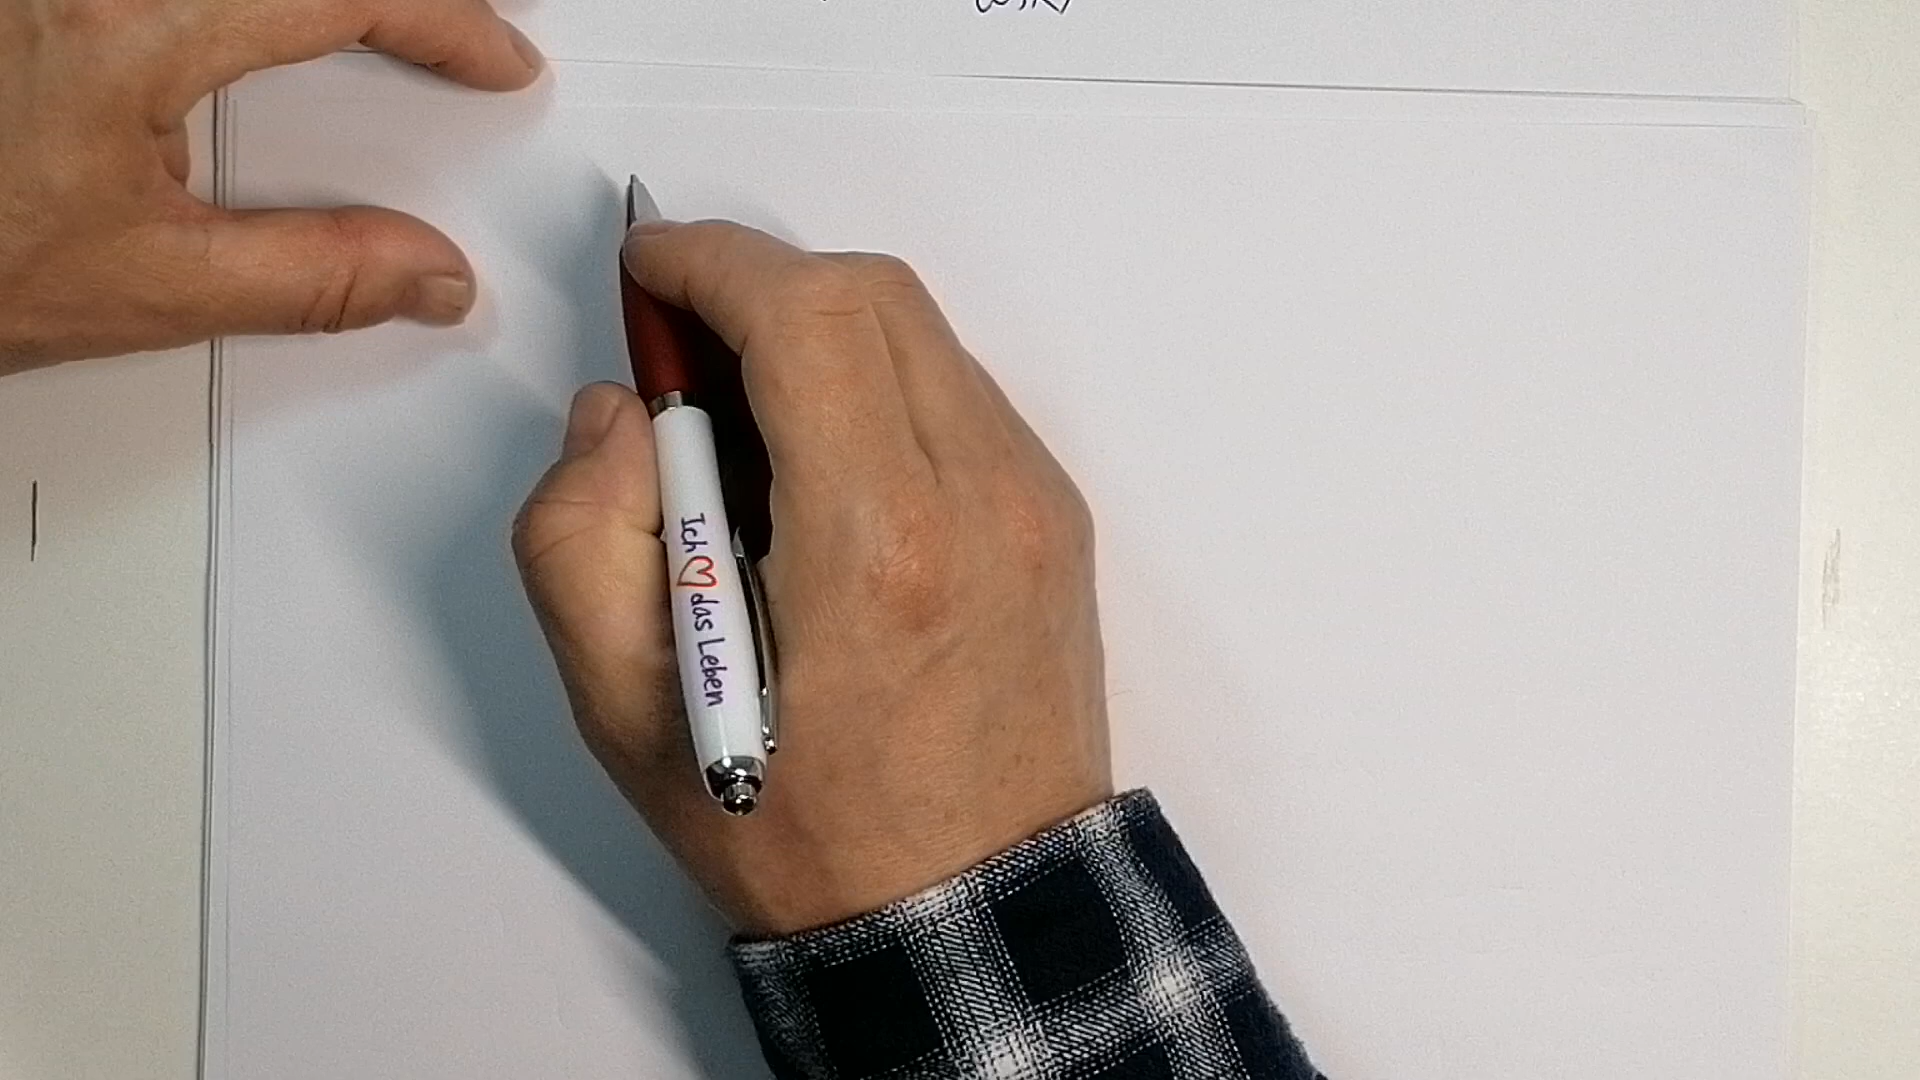 Ich ♡ das Leben